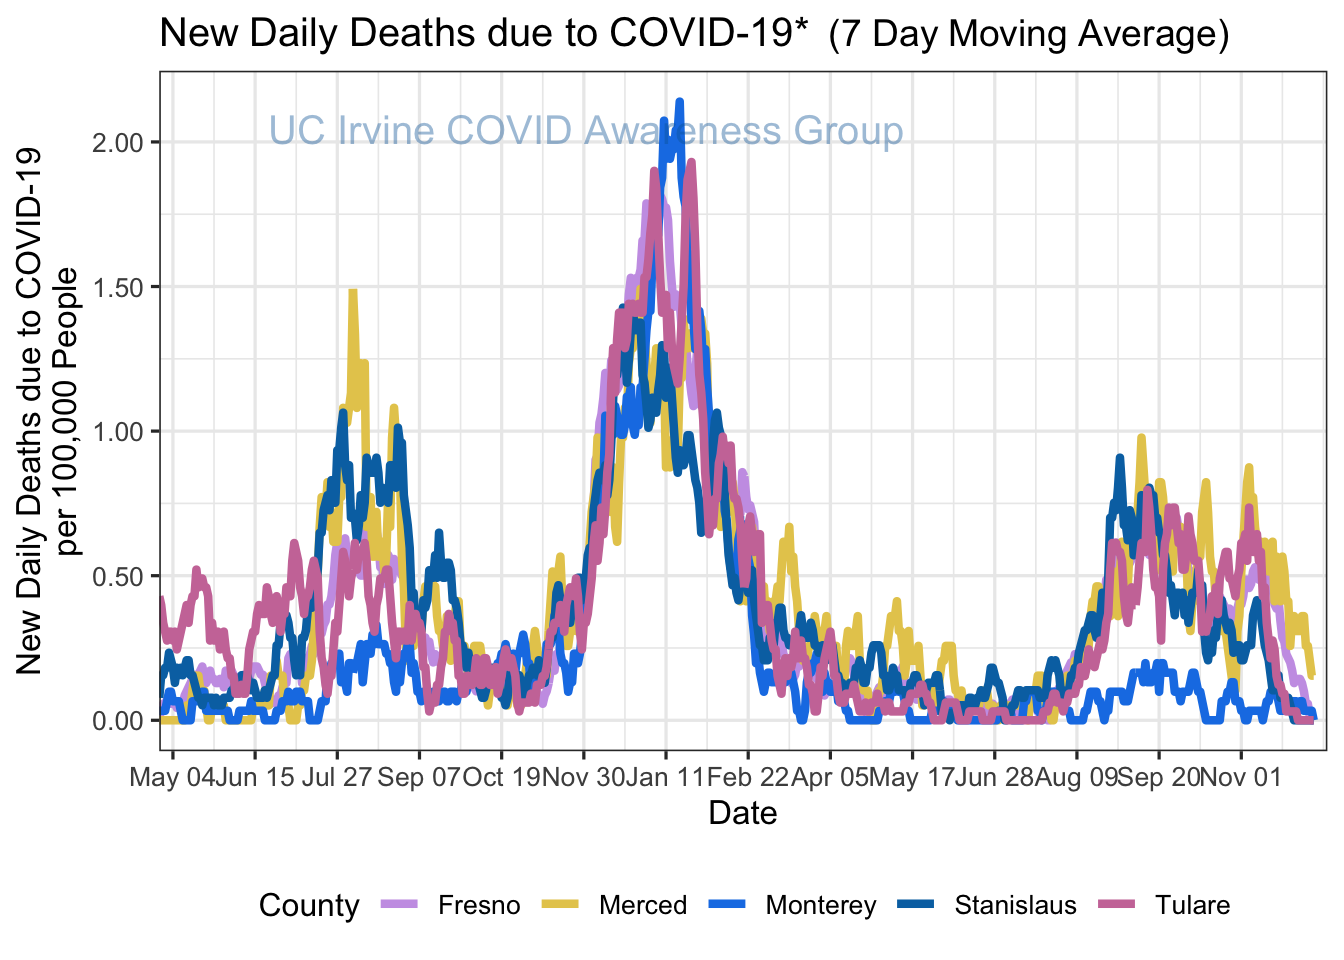 New Daily Deaths due to COVID-19* (7 Day Moving Average)
UC Irvine COVID Awareness Group
New Daily Deaths due to COVID-19
per 100,000 People
2.00
1.50
1.00
0.50
0.00
May 04 Jun 15 Jul 27 Sep 07 Oct 19 Nov 30 Jan 11 Feb 22 Apr 05 May 17 Jun 28 Aug 09 Sep 20 Nov 01
Date
County Fresno Merced Monterey Stanislaus Tulare